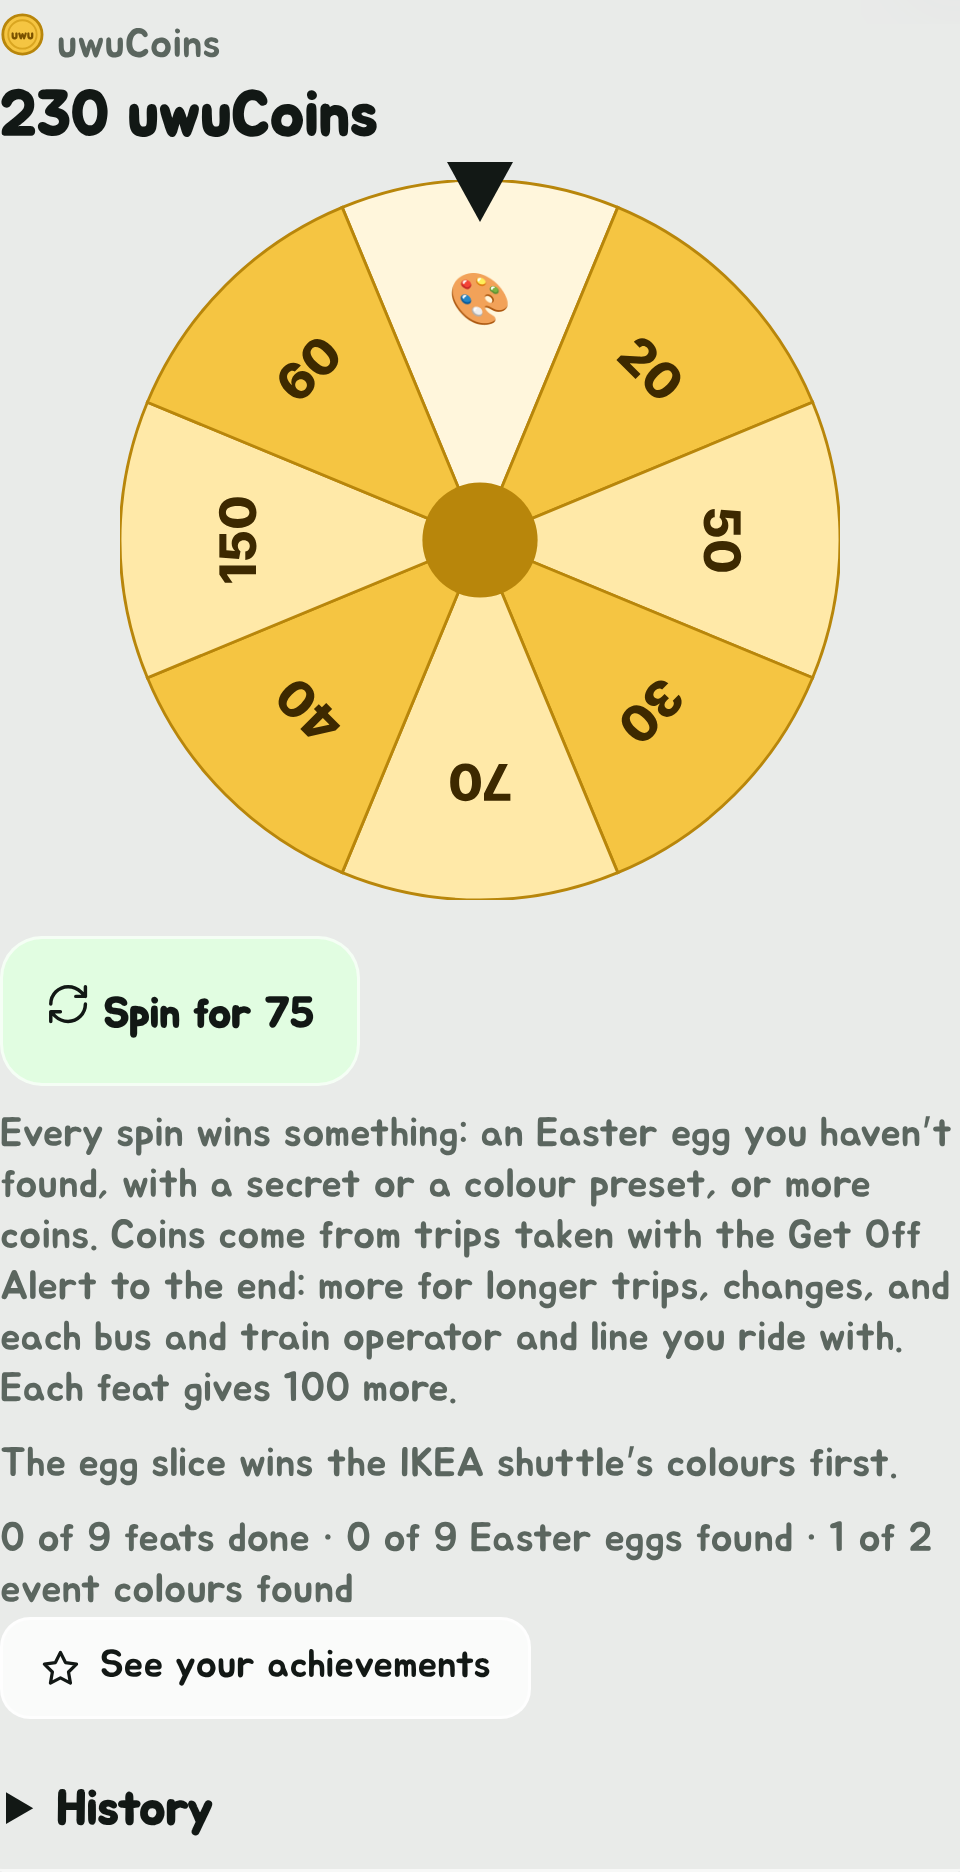 uwu
uwuCoins
230 uwuCoins
60
20
150
50
40
30
70
Spin for 75
Every spin wins something: an Easter egg you haven't
found, with a secret or a colour preset, or more
coins. Coins come from trips taken with the Get Off
Alert to the end: more for longer trips, changes, and
each bus and train operator and line you ride with.
Each feat gives 100 more.
The egg slice wins the IKEA shuttle's colours first.
0 of 9 feats done · 0 of 9 Easter eggs found · 1 of 2
event colours found
See your achievements
History